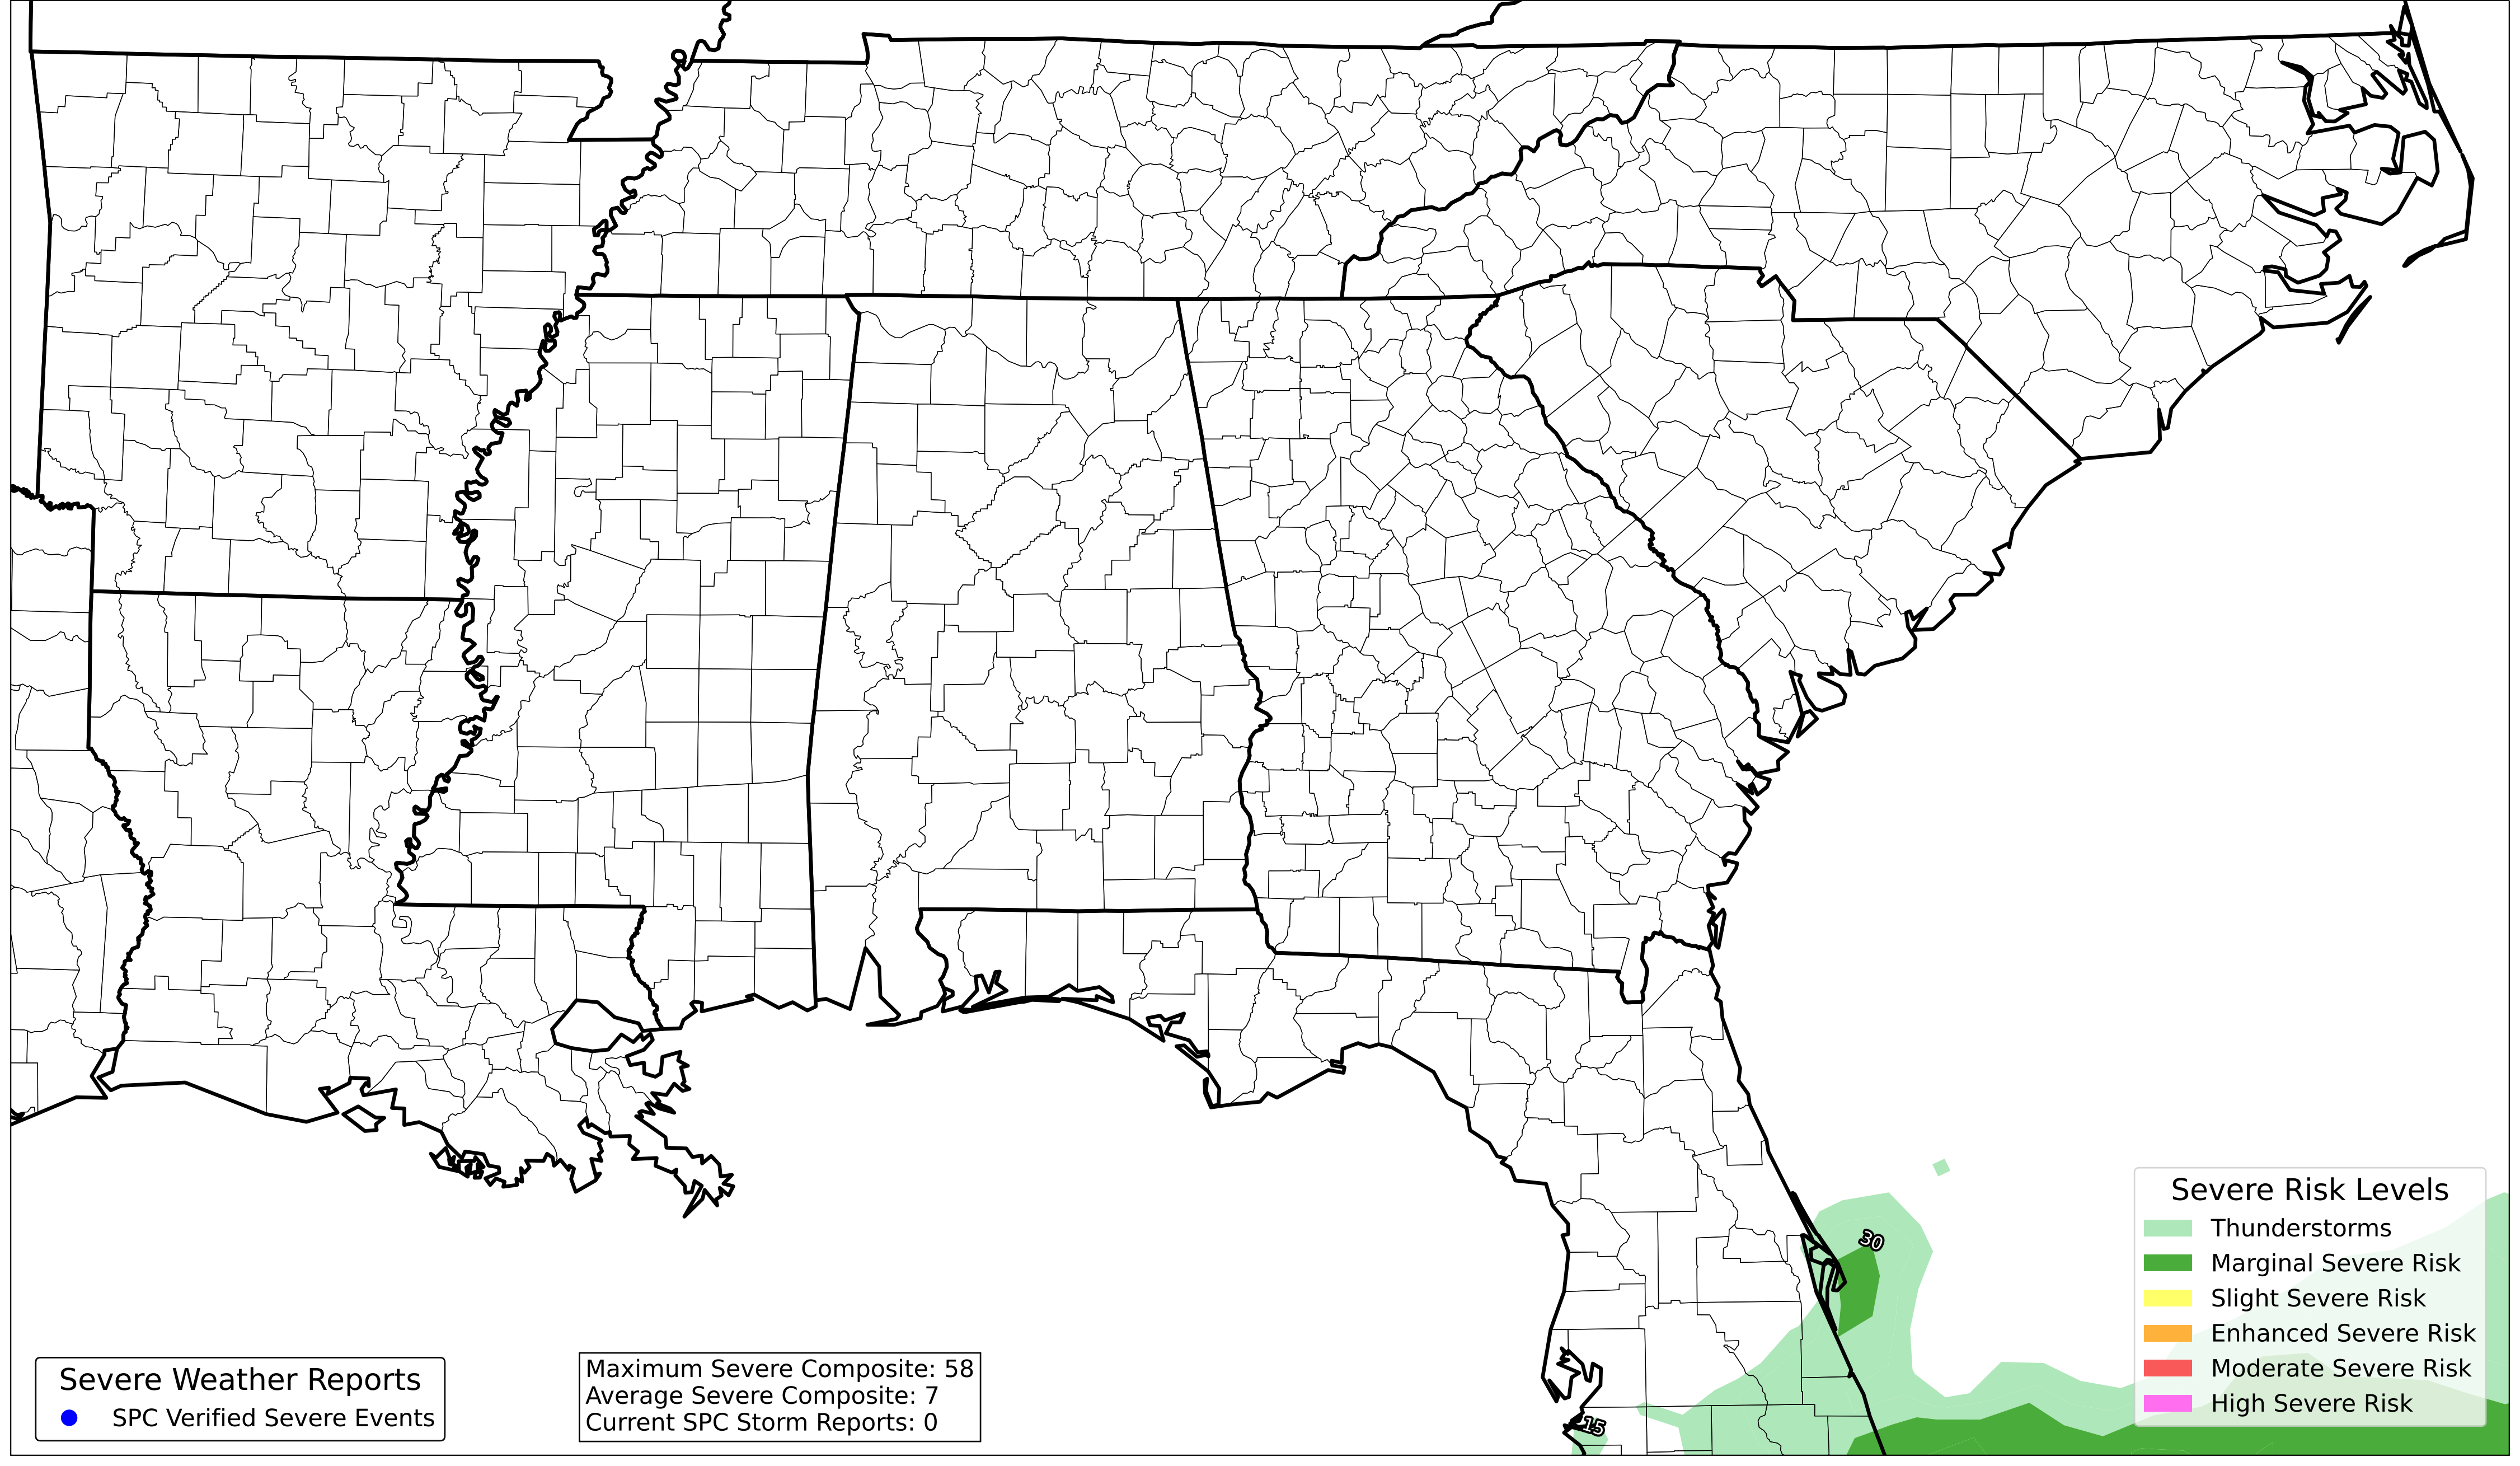 30
Severe Risk Levels
Thunderstorms
Marginal Severe Risk
Slight Severe Risk
Enhanced Severe Risk
Moderate Severe Risk
High Severe Risk
Severe Weather Reports
SPC Verified Severe Events
Maximum Severe Composite: 58
Average Severe Composite: 7
Current SPC Storm Reports: 0
15